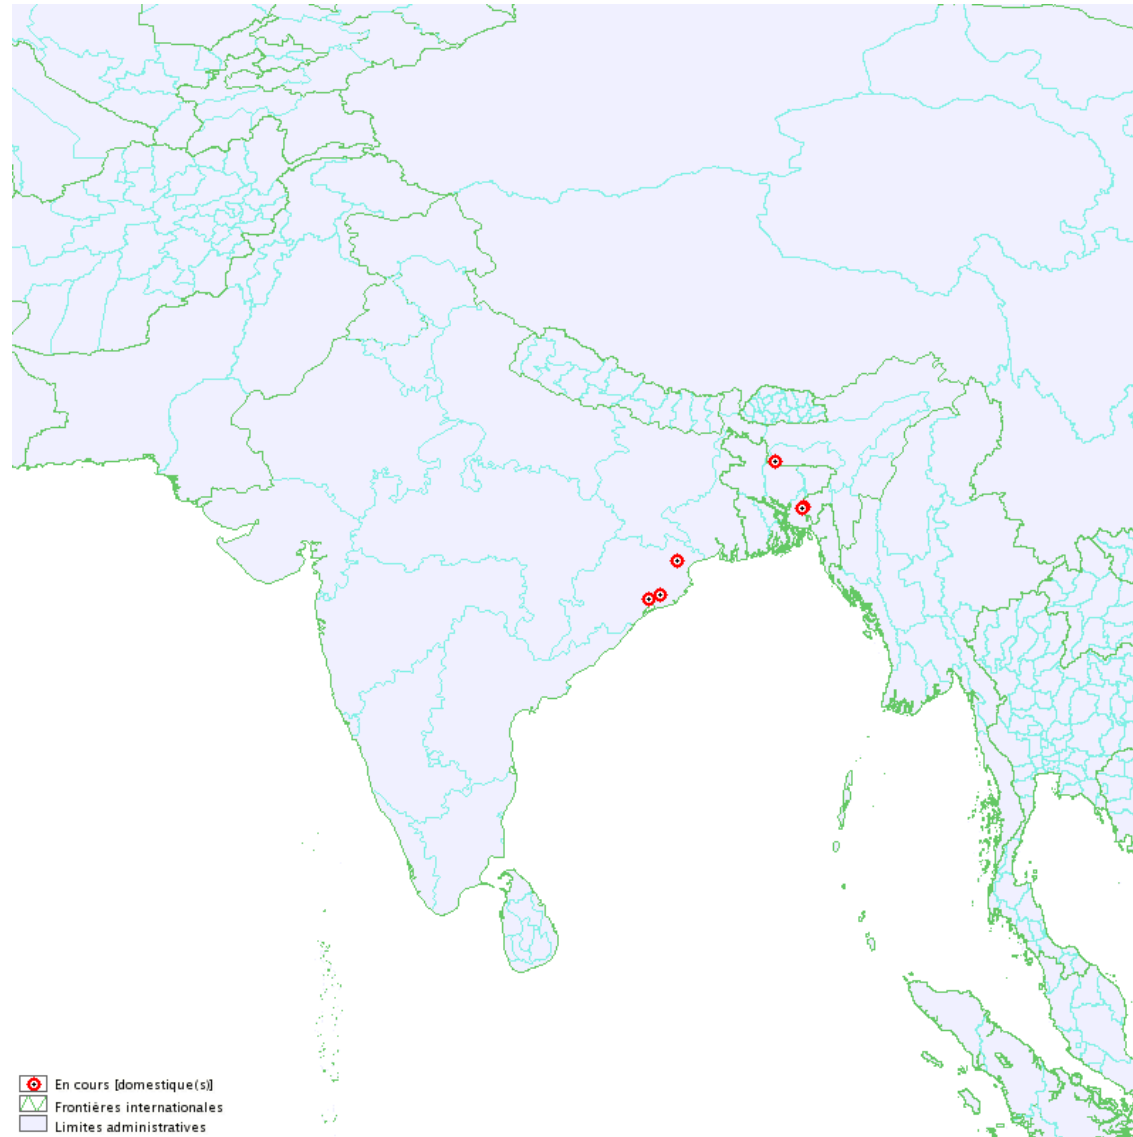 En cours [domestique(s)]
Frontières internationales
Limites administratives